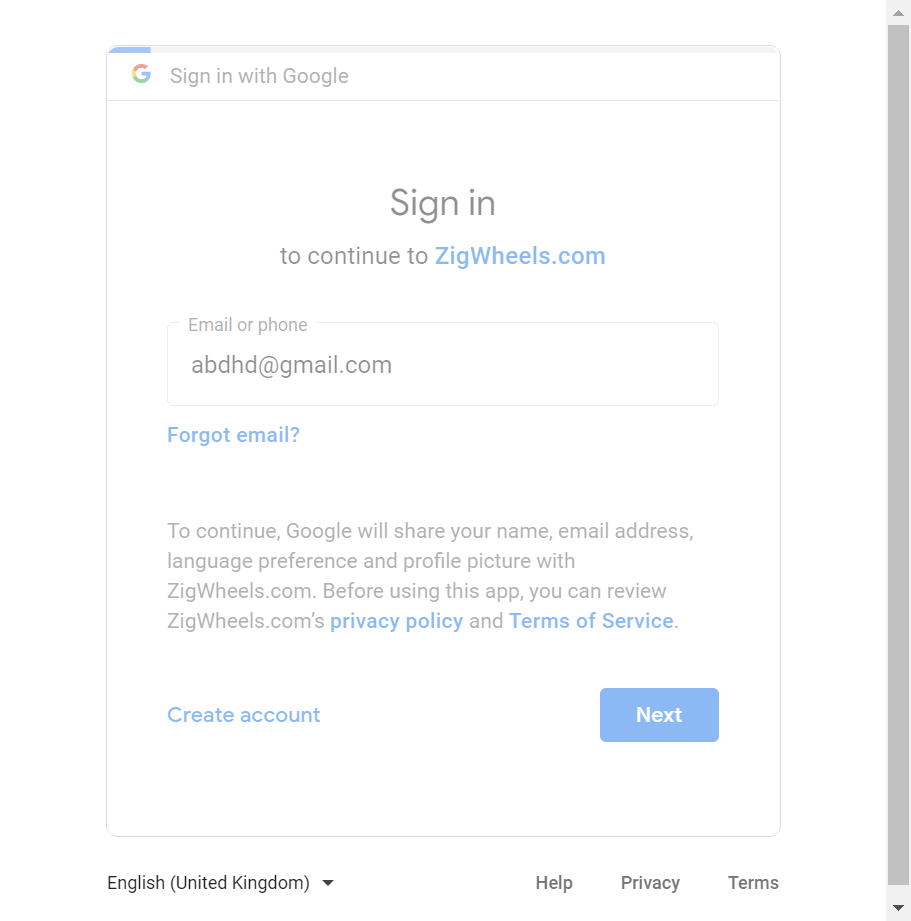 Sign in with Google
Sign in
to continue to ZigWheels.com
Email or phone
abdhd@gmail.com
Forgot email?
To continue, Google will share your name, email address,
language preference and profile picture with
ZigWheels.com. Before using this app, you can review
ZigWheels.com’s privacy policy and Terms of Service.
Create account
Next
English (United Kingdom)
Help
Privacy
Terms